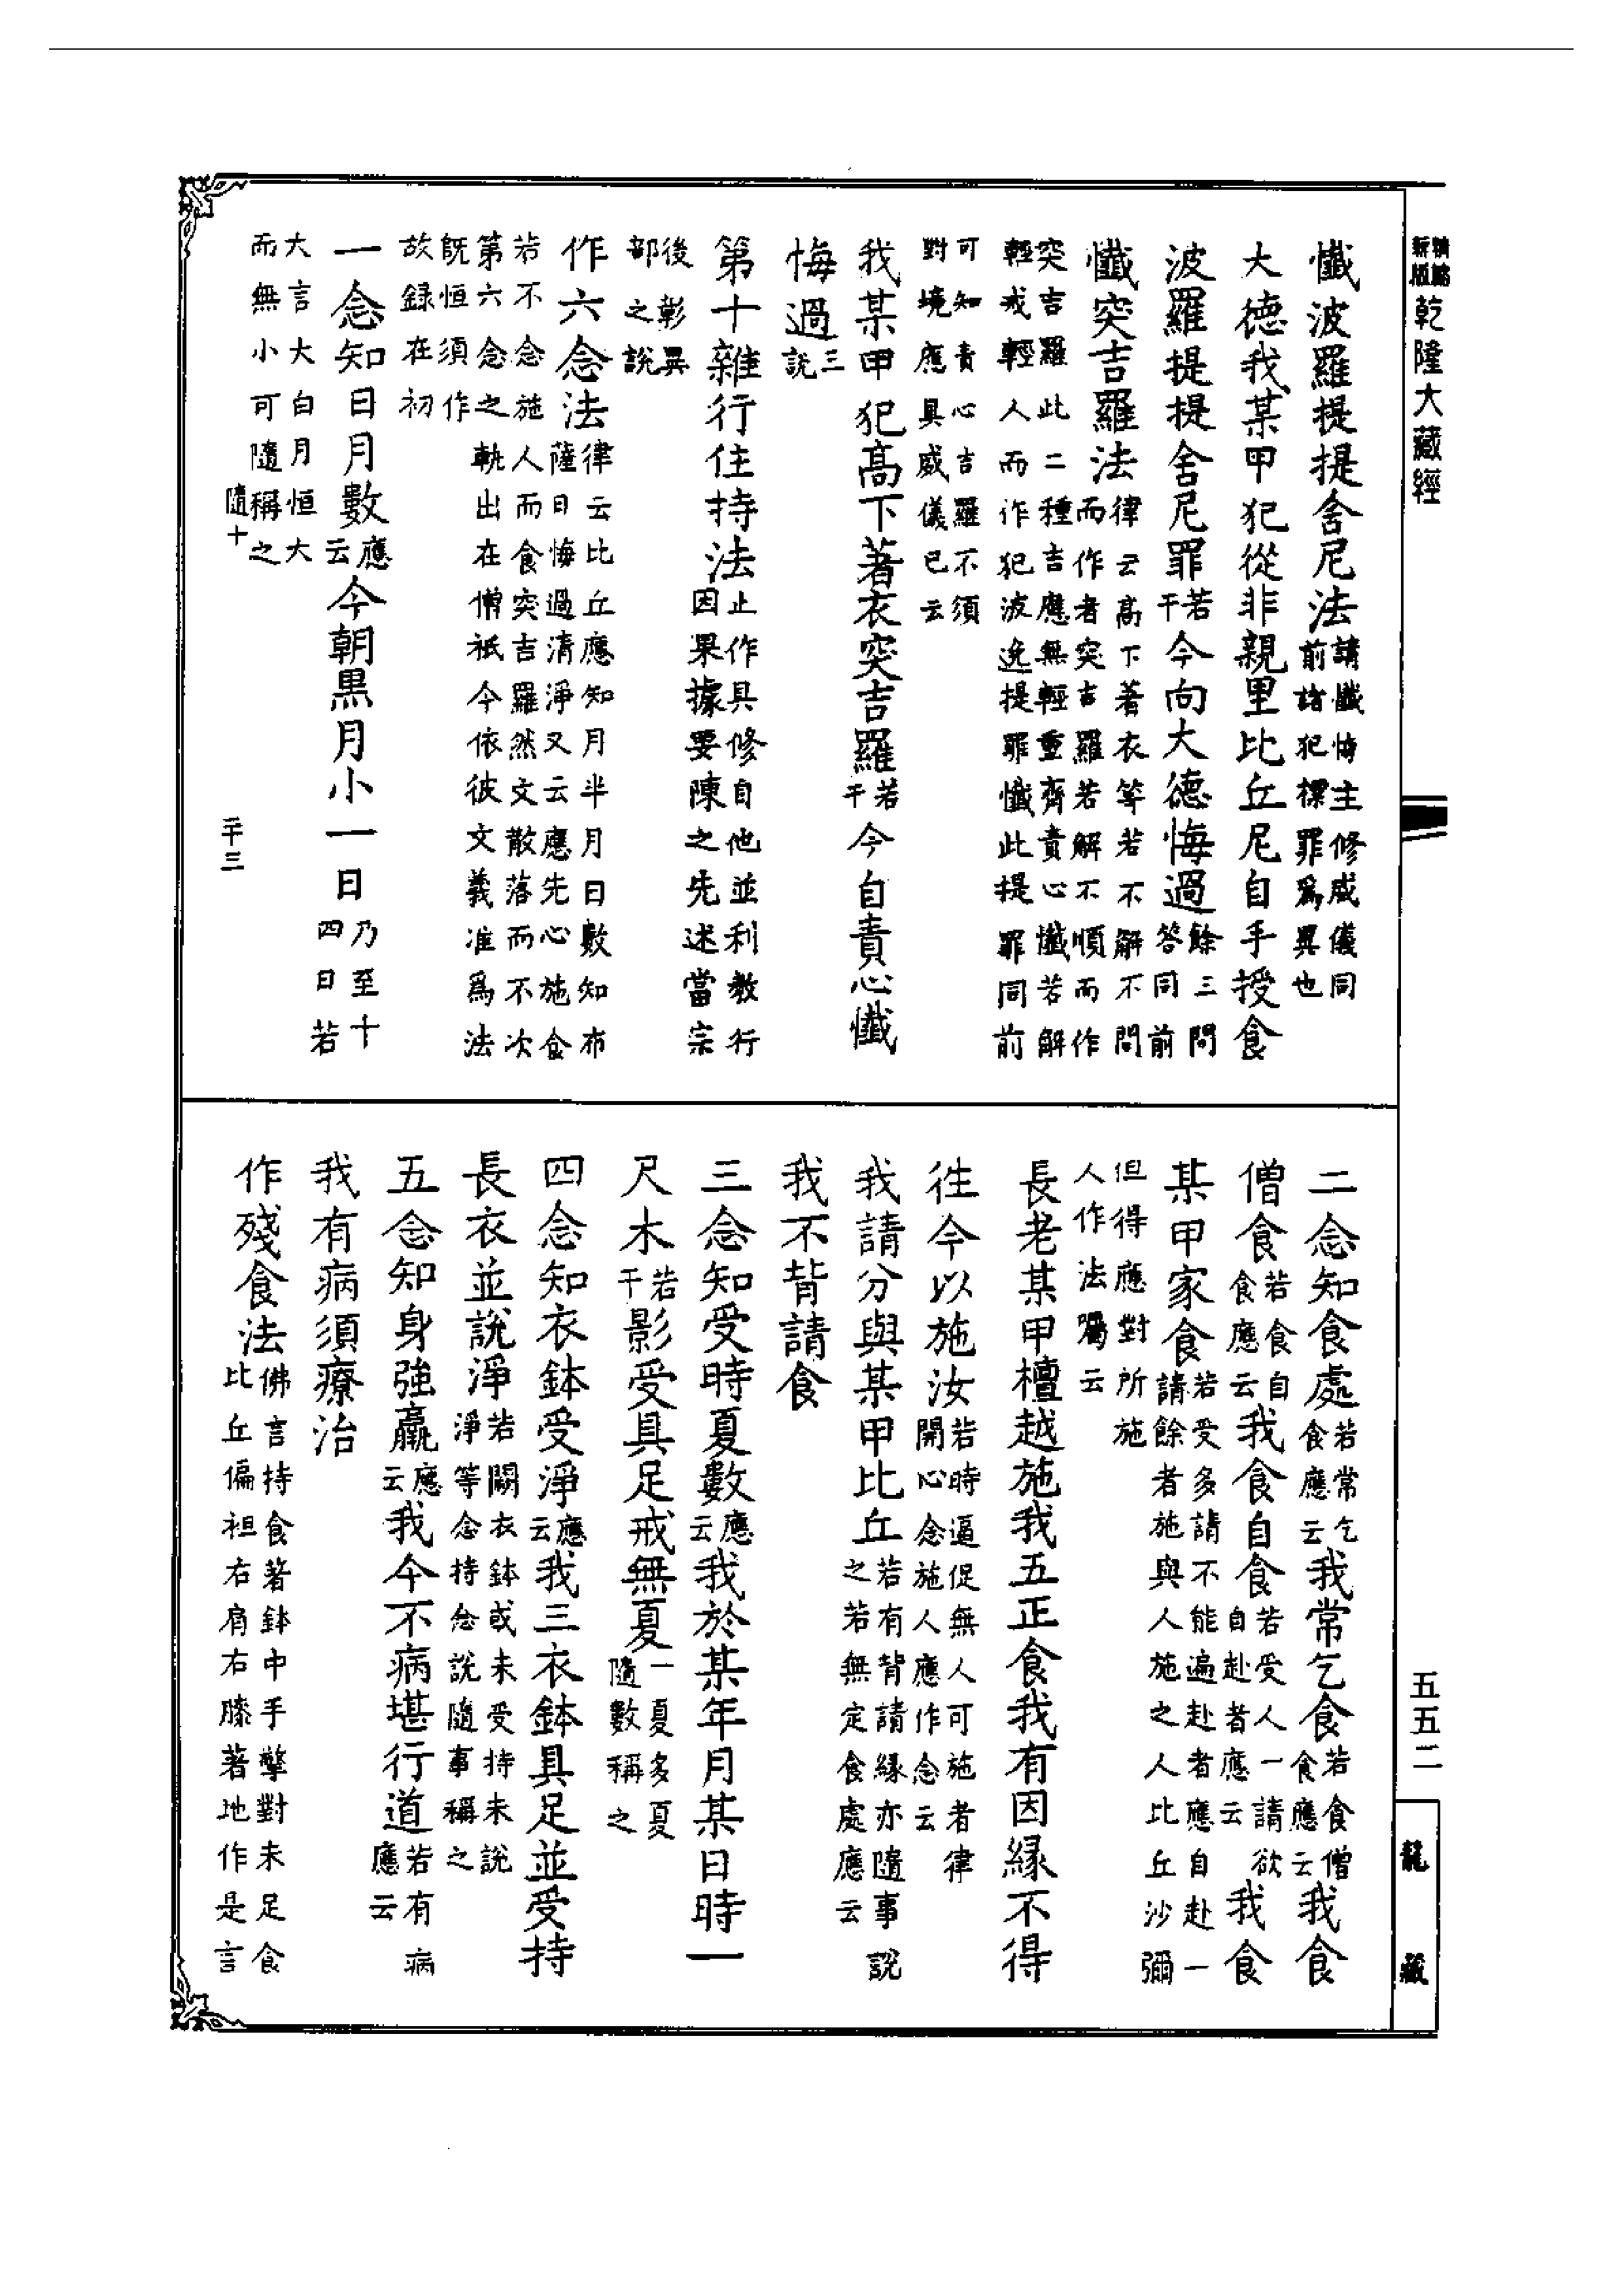 精縮新版乾隆大藏經
懺波羅提提舍尼法請懺悔主修威儀同前諸犯標罪爲異也
大德我某甲犯從非親里比丘尼自手授食
波羅提提舍尼罪若干今向大德悔過餘三問答同前
懺突吉羅法律云高下著衣等若不解不問而作者突吉羅若解不順而作
突吉羅此二種吉應無輕重齊責心懺若解輕戒輕人而作犯波逸提罪懺此提罪同前
可知責心吉羅不須對境應具威儀已云
我某甲犯高下著衣突吉羅若干今自責心懺
悔過三說
第十雜行住持法止作具修自他並利教行因果據要陳之先述當宗
後彰異部之說
作六念法律云比丘應知月半月日數知布薩日悔過清淨又云應先心施食
若不念施人而食突吉羅然文散落而不次第六念之軌出在僧祇今依彼文義准爲法
既恒須作故録在初
一念知日月數應云今朝黒月小一日乃至十四日若
大言大白月恒大而無小可隨稱之
隨十　二十三
二念知食處若常乞食應云我常乞食若食僧食應云我食
僧食若食自食應云我食自食若受人一請欲自赴者應云我食
某甲家食若受多請不能遍赴者應自赴一請餘者施與人施之人比丘沙彌
但得應對所施人作法囑云
長老某甲檀越施我五正食我有因緣不得
往今以施汝若時逼促無人可施者律開心念施人應作念云
我請分與某甲比丘若有背請緣亦隨事說之若無定食處應云
我不背請食
三念知受時夏數應云我於某年月某日時一
尺木若干影受具足戒無夏一夏多夏隨數稱之
四念知衣鉢受淨應云我三衣鉢具足並受持
長衣並說淨若闕衣鉢或未受持未說淨等念持念說隨事稱之
五念知身強羸應云我今不病堪行道若有病應云
我有病須療治
作殘食法佛言持食著鉢中手擎對未足食比丘偏袒右肩右膝著地作是言
五五二
龍藏